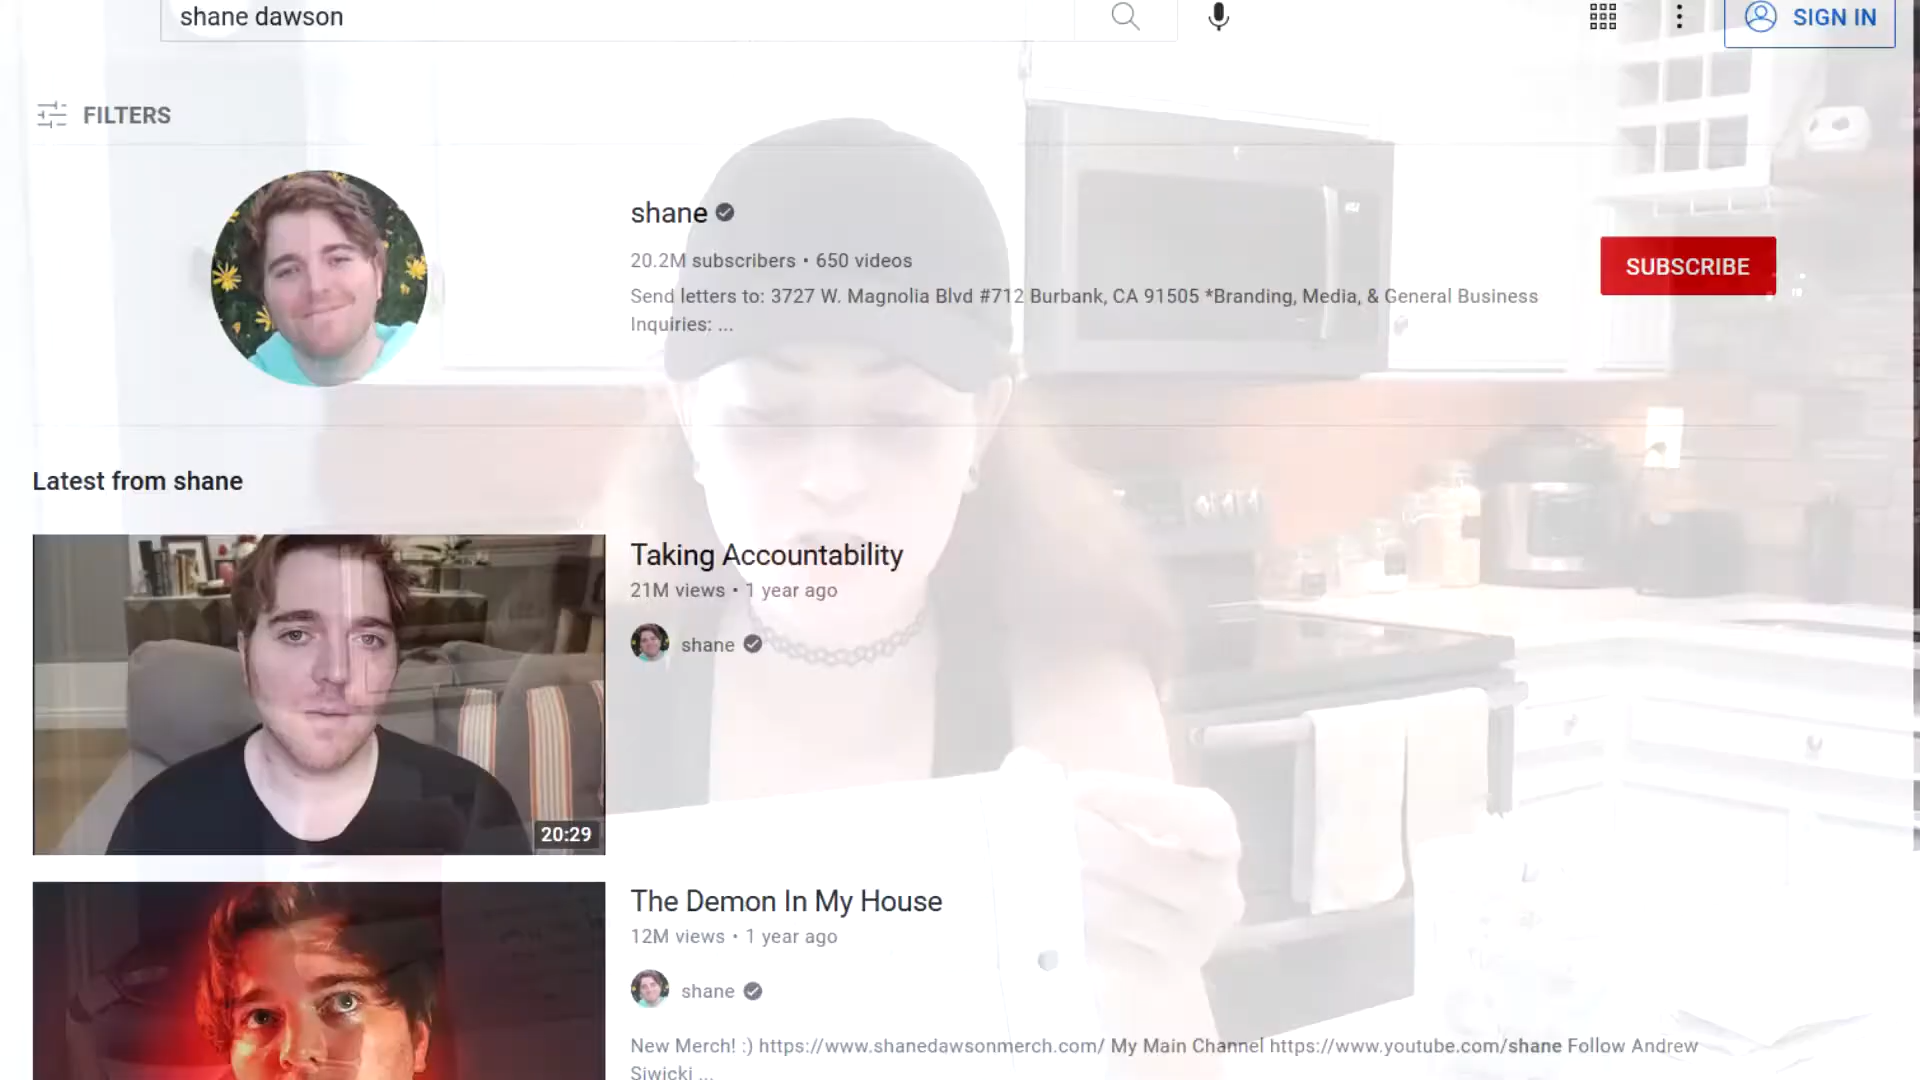 shane dawson
SIGN IN
FILTERS
shane
20.2M subscribers • 650 videos
SUBSCRIBE
Send letters to: 3727 W. Magnolia Blvd #712 Burbank, CA 91505 *Branding, Media, & General Business
Inquiries: ...
Latest from shane
Taking Accountability
21M views • 1 year ago
shane
20:29
The Demon In My House
12M views • 1 year ago
shane
New Merch! :) https://www.shanedawsonmerch.com/ My Main Channel https://www.youtube.com/shane Follow Andrew
Siwicki ...